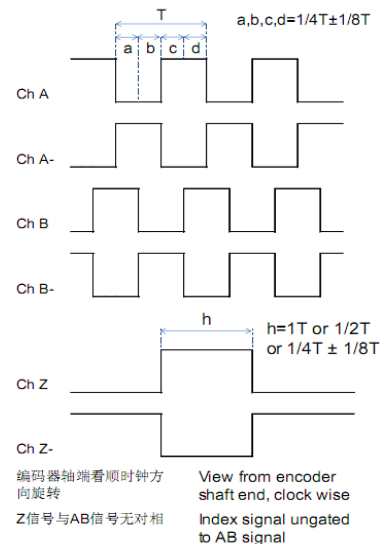 T
a,b,c,d=1/4T±1/8T
a b c d
Ch A
Ch A-
Ch B
Ch B-
h
h=1T or 1/2T
or 1/4T ± 1/8T
Ch Z
Ch Z-
编码器轴端看顺时钟方
向旋转
View from encoder
shaft end, clock wise
Z信号与AB信号无对相
Index signal ungated
to AB signal